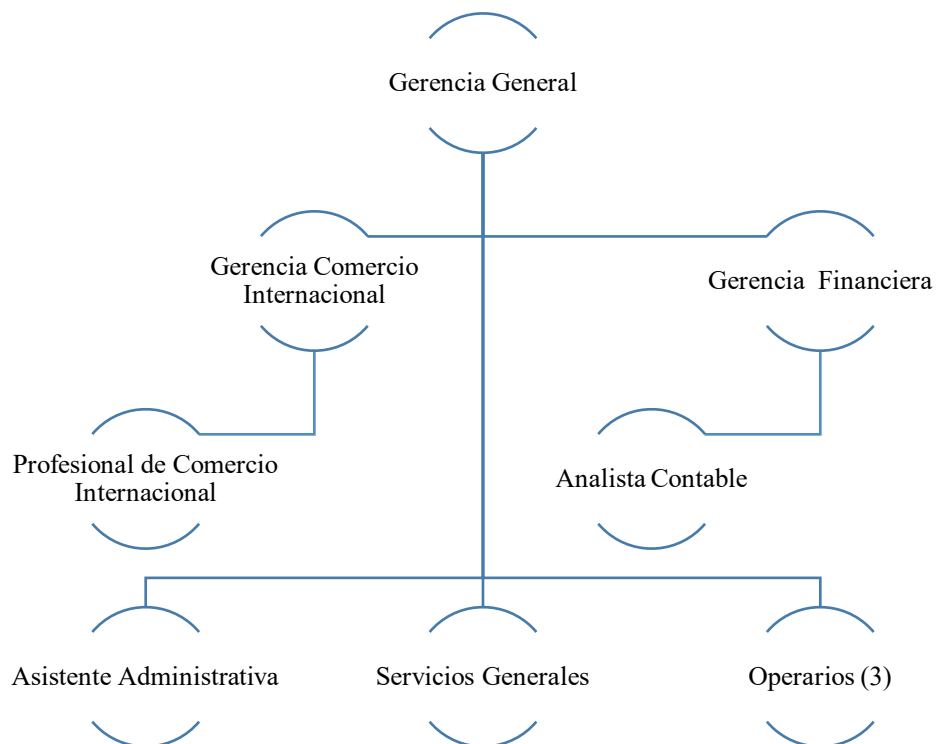 Gerencia General
Gerencia Comercio
Internacional
Gerencia Financiera
Profesional de Comercio
Internacional
Analista Contable
Asistente Administrativa
Servicios Generales
Operarios (3)